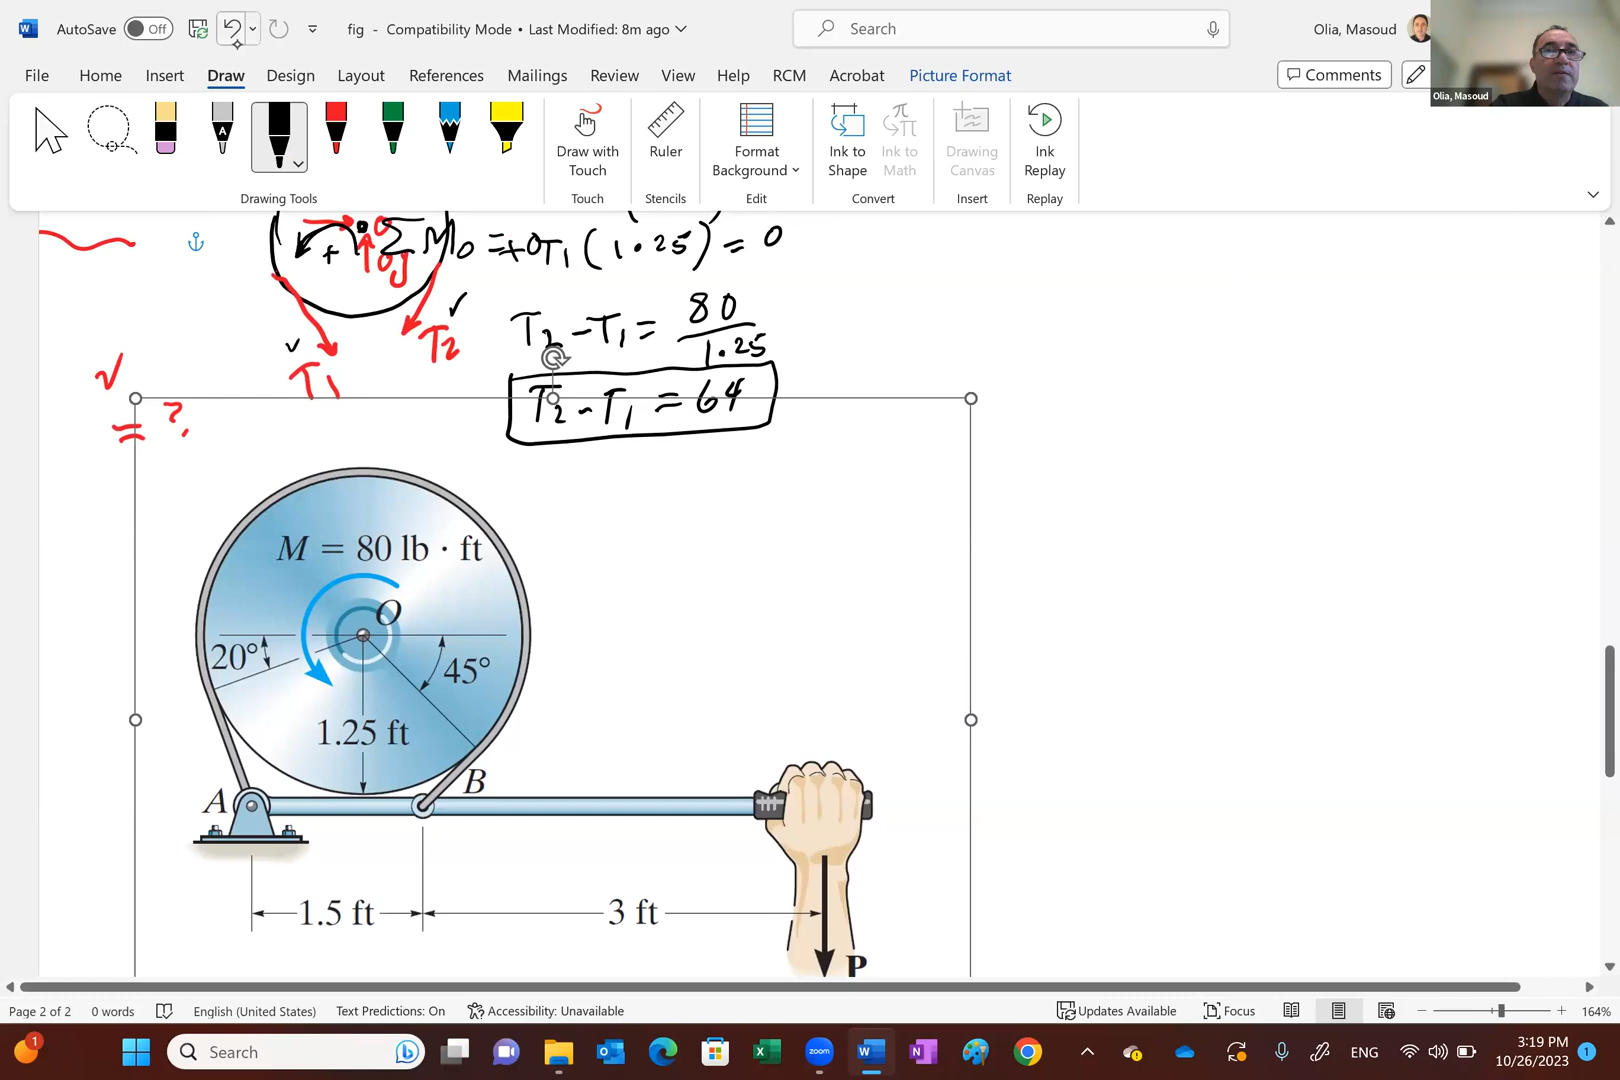 AutoSave Off fig - Compatibility Mode • Last Modified: 8m ago Search Olia, Masoud
File Home Insert Draw Design Layout References Mailings Review View Help RCM Acrobat Picture Format Comments
Olia, Masoud
Draw with Touch
Ruler
Format Background
Ink to Shape
Ink to Math
Drawing Canvas
Ink Replay
Drawing Tools Touch Stencils Edit Convert Insert Replay
+ Σ M₀ = +0T₁ (1.25) = 0
O
Oy
T₂ - T₁ = 80 / 1.25
T₁ T₂
T₂ - T₁ = 64
= ?
M = 80 lb · ft
O
20° 45°
1.25 ft
A B
1.5 ft 3 ft
P
Page 2 of 2 0 words English (United States) Text Predictions: On Accessibility: Unavailable Updates Available Focus 164%
1 Search zoom ENG 3:19 PM
10/26/2023 1